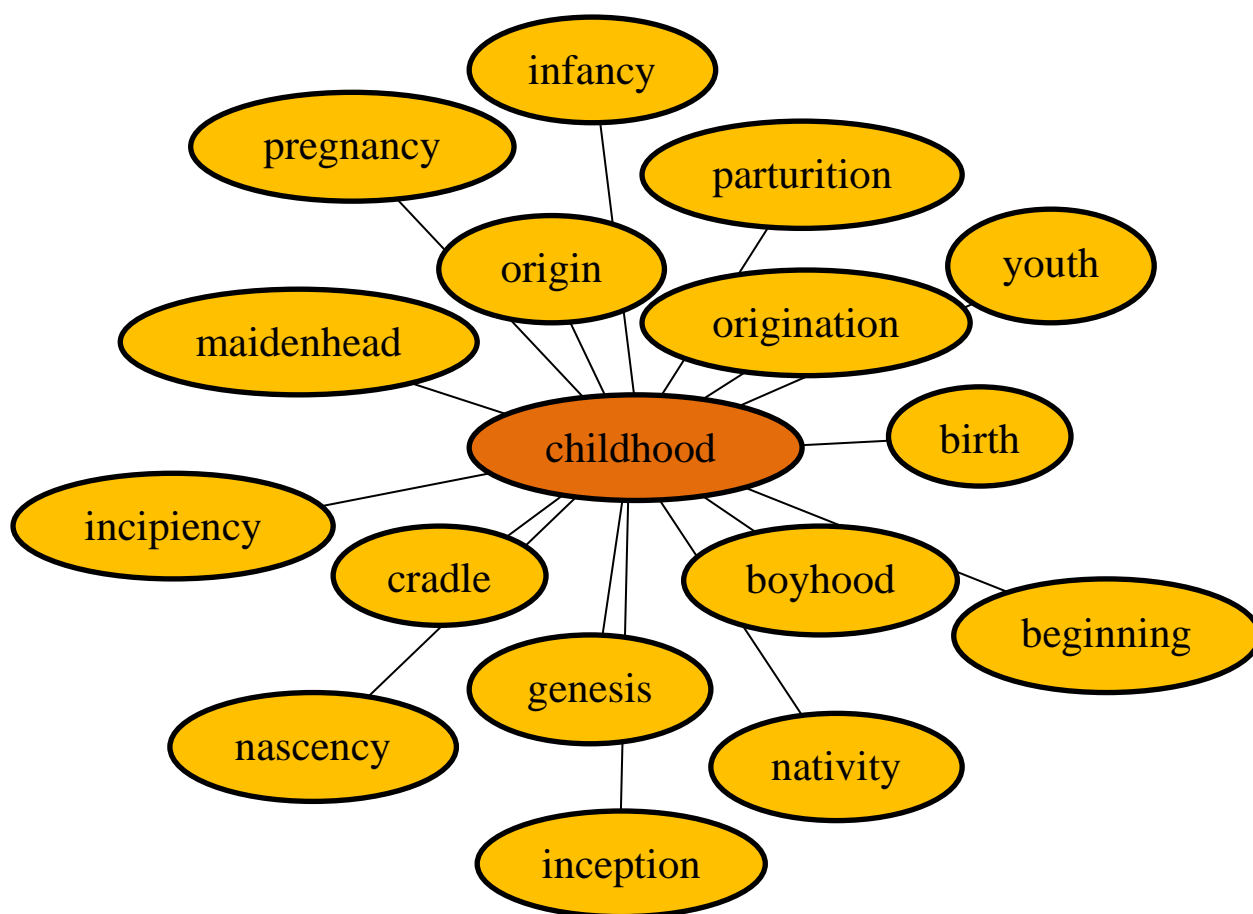 infancy
pregnancy
parturition
origin
youth
origination
maidenhead
childhood
birth
incipiency
cradle
boyhood
beginning
genesis
nascency
nativity
inception